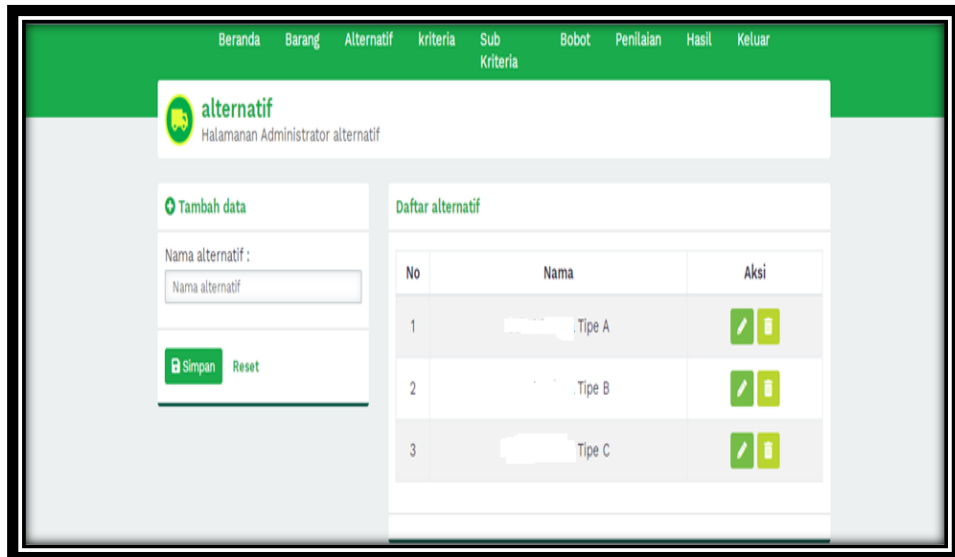 Beranda Barang Alternatif kriteria Sub Kriteria Bobot Penilaian Hasil Keluar
alternatif
Halamanan Administrator alternatif
Tambah data
Nama alternatif :
Nama alternatif
Simpan Reset
Daftar alternatif
No Nama Aksi
1 Tipe A
2 Tipe B
3 Tipe C